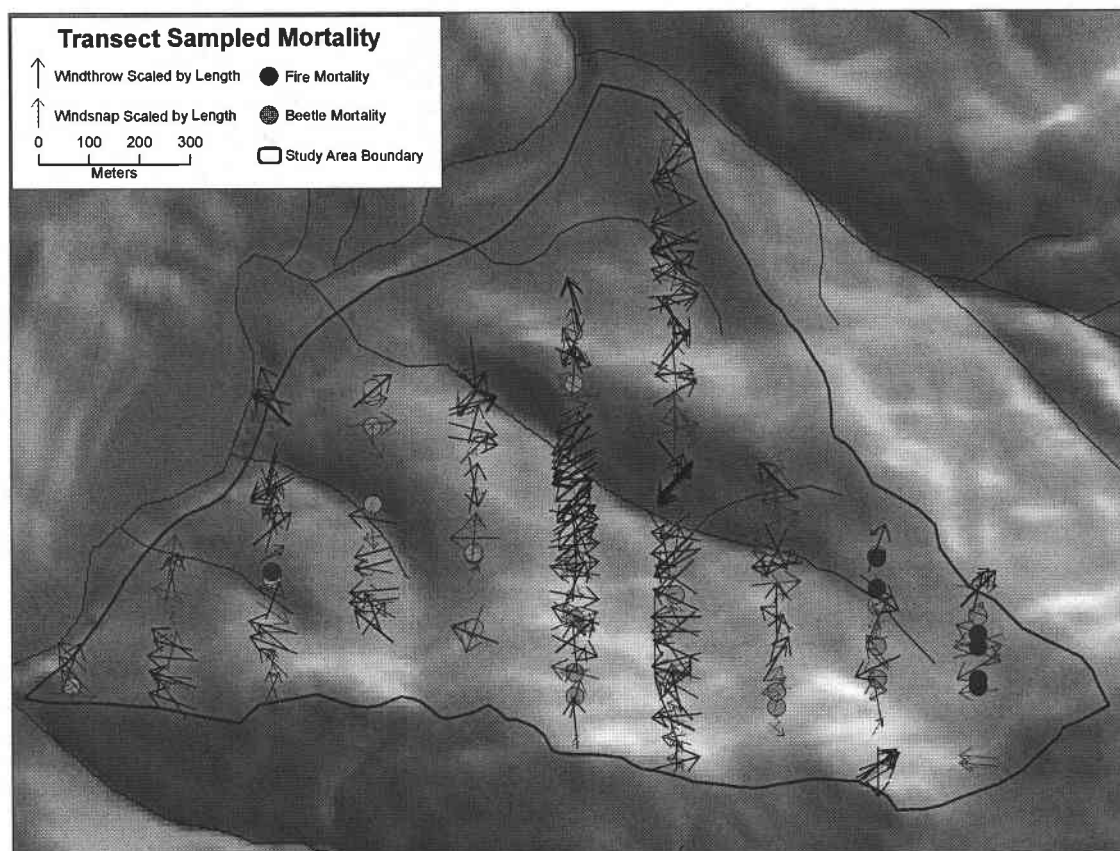 Transect Sampled Mortality
Windthrow Scaled by Length
Fire Mortality
Windsnap Scaled by Length
Beetle Mortality
0 100 200 300
Meters
Study Area Boundary